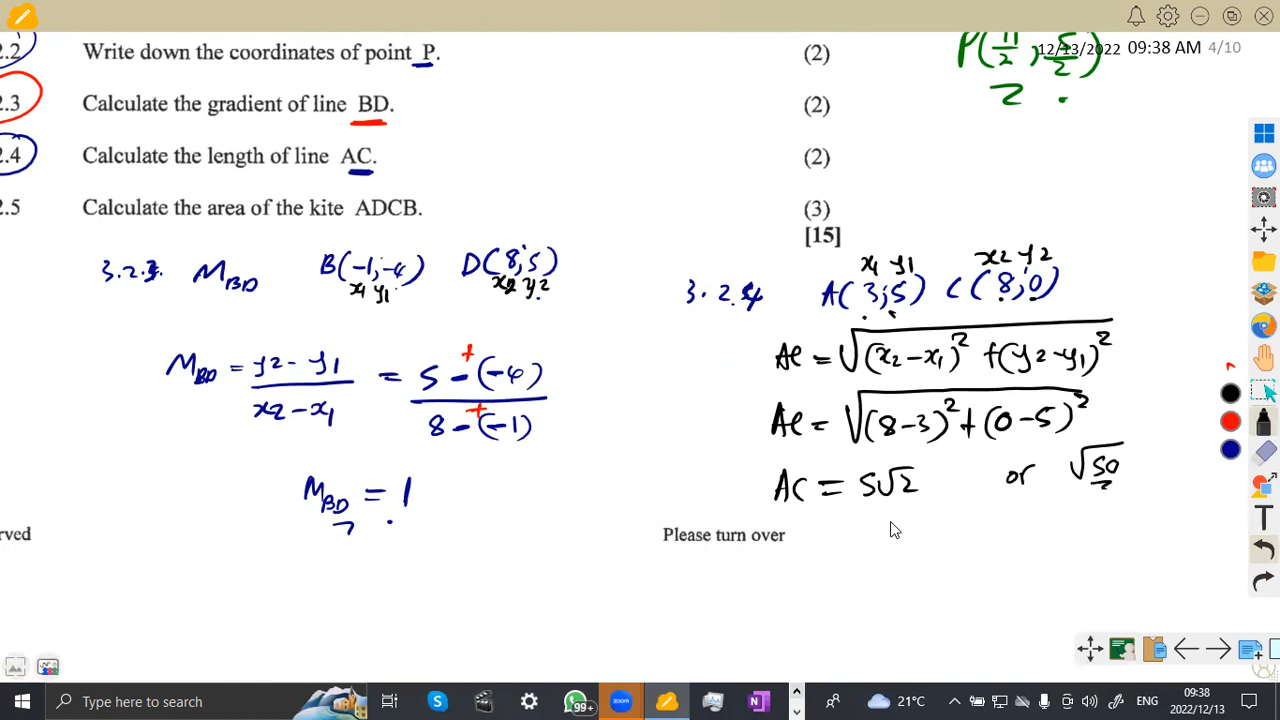 12/13/2022 09:38 AM 4/10
2.2 Write down the coordinates of point P. (2)
P(11/2 ; 5/2)
2.3 Calculate the gradient of line BD. (2)
2.4 Calculate the length of line AC. (2)
2.5 Calculate the area of the kite ADCB. (3)
[15]
3.2.3 M_BD B(-1;-4) D(8;5)
x1 y1 x2 y2
M_BD = y2-y1 / x2-x1 = 5-(-4) / 8-(-1)
+ +
M_BD = 1
x1 y1 x2 y2
3.2.4 A(3;5) C(8;0)
AC = √(x2-x1)² + (y2-y1)²
AC = √(8-3)² + (0-5)²
AC = 5√2 or √50
rved Please turn over
T
Type here to search
99+
zoom
N
21°C
ENG
09:38
2022/12/13